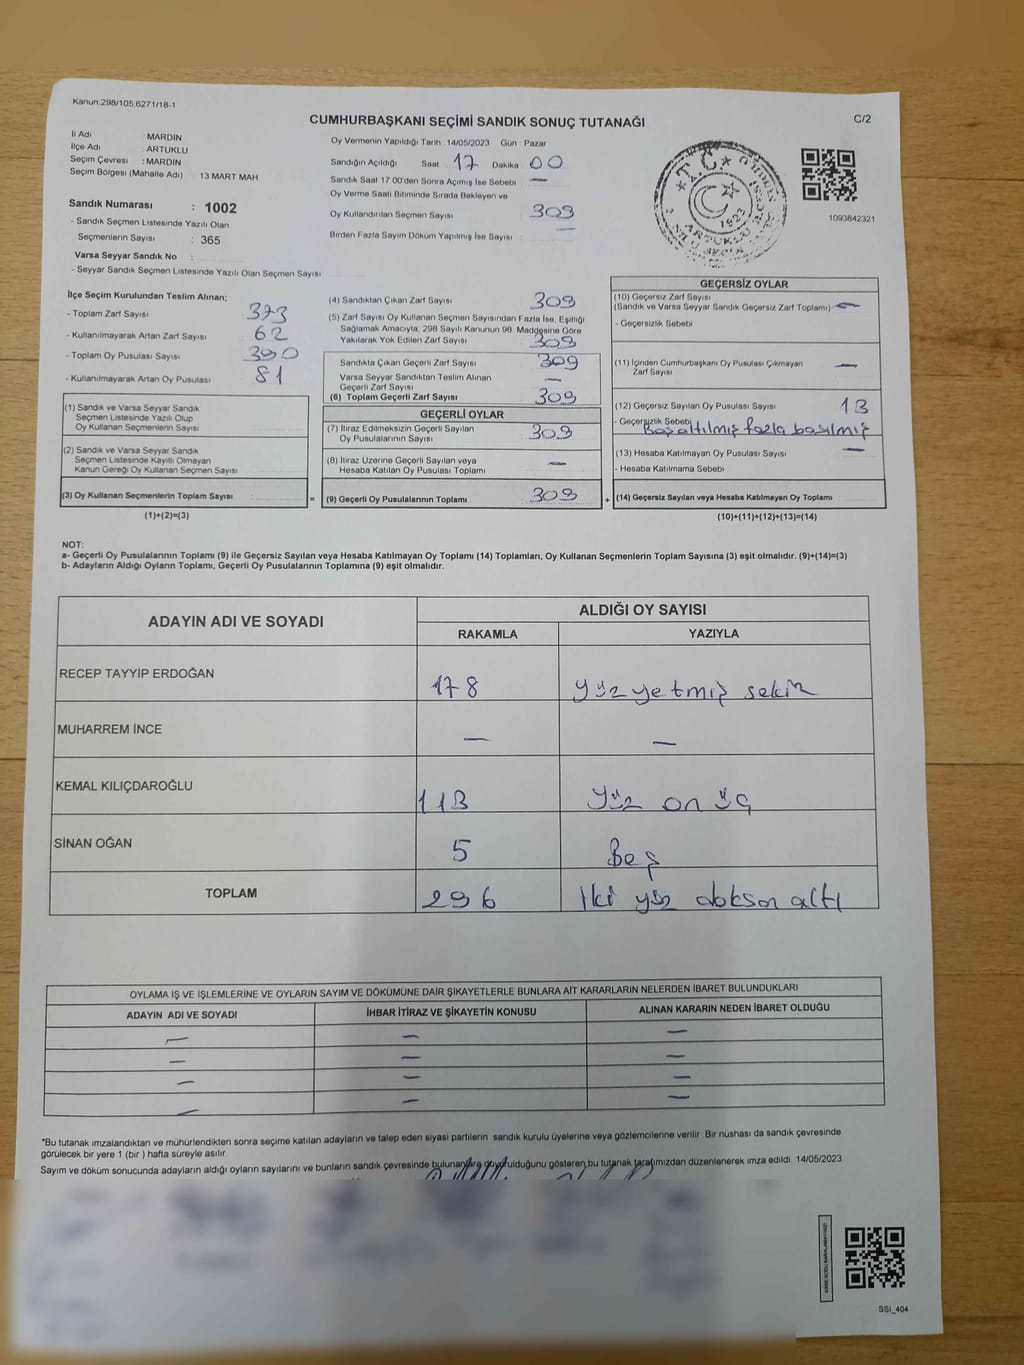 Kanun:298/105,6271/18-1
CUMHURBAŞKANI SEÇİMİ SANDIK SONUÇ TUTANAĞI
C/2
İl Adı MARDİN
İlçe Adı ARTUKLU
Seçim Çevresi : MARDİN
Seçim Bölgesi (Mahalle Adı) 13 MART MAH
Sandık Numarası : 1002
- Sandık Seçmen Listesinde Yazılı Olan
Seçmenlerin Sayısı : 365
Varsa Seyyar Sandık No :
- Seyyar Sandık Seçmen Listesinde Yazılı Olan Seçmen Sayısı
Oy Vermenin Yapıldığı Tarih : 14/05/2023 Gün : Pazar
Sandığın Açıldığı Saat 17 Dakika 00
Sandık Saat 17.00'den Sonra Açılmış İse Sebebi —
Oy Verme Saati Bitiminde Sırada Bekleyen ve
Oy Kullandırılan Seçmen Sayısı 309
Birden Fazla Sayım Döküm Yapılmış İse Sayısı —
T.C.
1923
ARTUKLU
1093842321
İlçe Seçim Kurulundan Teslim Alınan;
- Toplam Zarf Sayısı 373
- Kullanılmayarak Artan Zarf Sayısı 62
- Toplam Oy Pusulası Sayısı 390
- Kullanılmayarak Artan Oy Pusulası 81
(1) Sandık ve Varsa Seyyar Sandık
Seçmen Listesinde Yazılı Olup
Oy Kullanan Seçmenlerin Sayısı
(2) Sandık ve Varsa Seyyar Sandık
Seçmen Listesinde Kayıtlı Olmayan
Kanun Gereği Oy Kullanan Seçmen Sayısı
(3) Oy Kullanan Seçmenlerin Toplam Sayısı =
(1)+(2)=(3)
(4) Sandıktan Çıkan Zarf Sayısı 309
(5) Zarf Sayısı Oy Kullanan Seçmen Sayısından Fazla İse, Eşitliği
Sağlamak Amacıyla, 298 Sayılı Kanunun 98. Maddesine Göre
Yakılarak Yok Edilen Zarf Sayısı 309
Sandıkta Çıkan Geçerli Zarf Sayısı 309
Varsa Seyyar Sandıktan Teslim Alınan
Geçerli Zarf Sayısı —
(6) Toplam Geçerli Zarf Sayısı 309
GEÇERLİ OYLAR
(7) İtiraz Edilmeksizin Geçerli Sayılan
Oy Pusulalarının Sayısı 309
(8) İtiraz Üzerine Geçerli Sayılan veya
Hesaba Katılan Oy Pusulası Toplamı —
(9) Geçerli Oy Pusulalarının Toplamı 309 +
GEÇERSİZ OYLAR
(10) Geçersiz Zarf Sayısı
(Sandık ve Varsa Seyyar Sandık Geçersiz Zarf Toplamı) —
- Geçersizlik Sebebi
(11) İçinden Cumhurbaşkanı Oy Pusulası Çıkmayan
Zarf Sayısı —
(12) Geçersiz Sayılan Oy Pusulası Sayısı 13
- Geçersizlik Sebebi fazla basılmış
(13) Hesaba Katılmayan Oy Pusulası Sayısı —
- Hesaba Katılmama Sebebi
(14) Geçersiz Sayılan veya Hesaba Katılmayan Oy Toplamı
(10)+(11)+(12)+(13)=(14)
NOT:
a- Geçerli Oy Pusulalarının Toplamı (9) ile Geçersiz Sayılan veya Hesaba Katılmayan Oy Toplamı (14) Toplamları, Oy Kullanan Seçmenlerin Toplam Sayısına (3) eşit olmalıdır. (9)+(14)=(3)
b- Adayların Aldığı Oyların Toplamı, Geçerli Oy Pusulalarının Toplamına (9) eşit olmalıdır.
ADAYIN ADI VE SOYADI
ALDIĞI OY SAYISI
RAKAMLA YAZIYLA
RECEP TAYYİP ERDOĞAN 178 yüz yetmiş sekiz
MUHARREM İNCE — —
KEMAL KILIÇDAROĞLU 113 yüz on üç
SİNAN OĞAN 5 Beş
TOPLAM 296 İki yüz doksan altı
OYLAMA İŞ VE İŞLEMLERİNE VE OYLARIN SAYIM VE DÖKÜMÜNE DAİR ŞİKAYETLERLE BUNLARA AİT KARARLARIN NELERDEN İBARET BULUNDUKLARI
ADAYIN ADI VE SOYADI İHBAR İTİRAZ VE ŞİKAYETİN KONUSU ALINAN KARARIN NEDEN İBARET OLDUĞU
— — —
— — —
— — —
— — —
*Bu tutanak imzalandıktan ve mühürlendikten sonra seçime katılan adayların ve talep eden siyasi partilerin sandık kurulu üyelerine veya gözlemcilerine verilir. Bir nüshası da sandık çevresinde
görülecek bir yere 1 (bir) hafta süreyle asılır.
Sayım ve döküm sonucunda adayların aldığı oyların sayılarını ve bunların sandık çevresinde bulunanlara duyurulduğunu gösteren,bu tutanak tarafımızdan düzenlenerek imza edildi. 14/05/2023
SSI_404